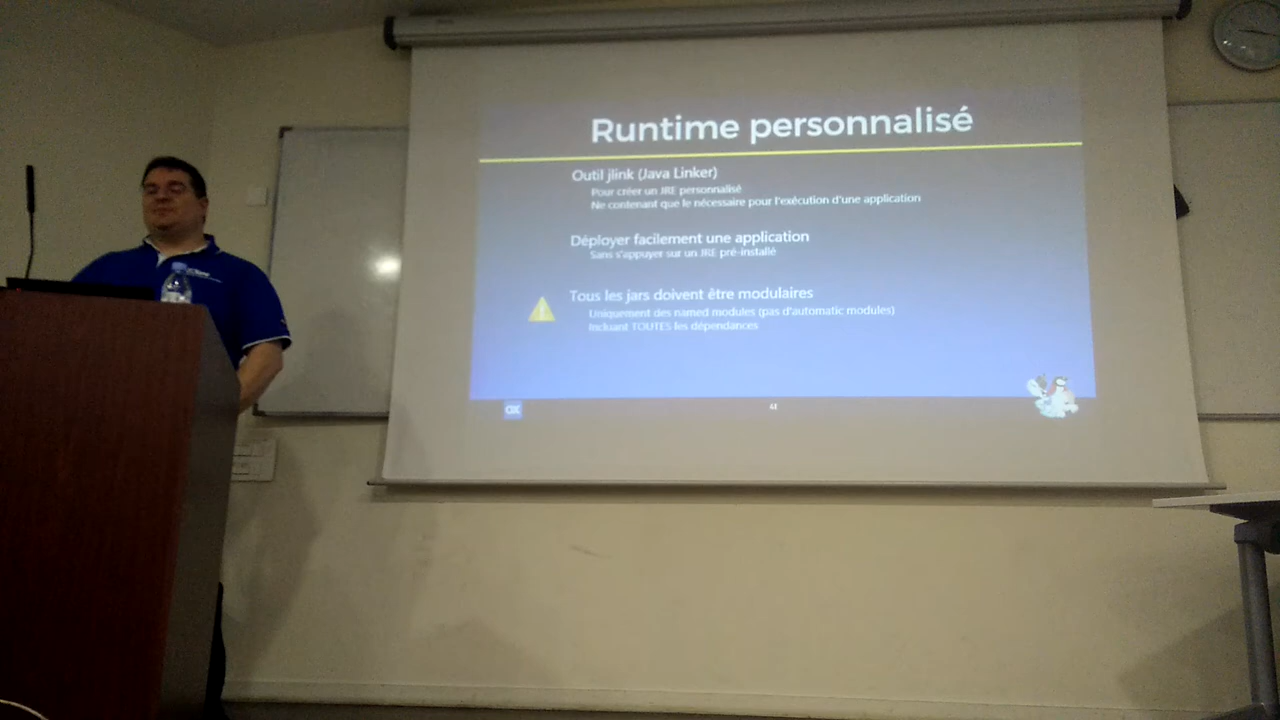 Runtime personnalisé
Outil jlink (Java Linker)
Pour créer un JRE personnalisé
Ne contenant que le nécessaire pour l'exécution d'une application
Déployer facilement une application
Sans s'appuyer sur un JRE pré-installé
Tous les jars doivent être modulaires
Uniquement des named modules (pas d'automatic modules)
Incluant TOUTES les dépendances